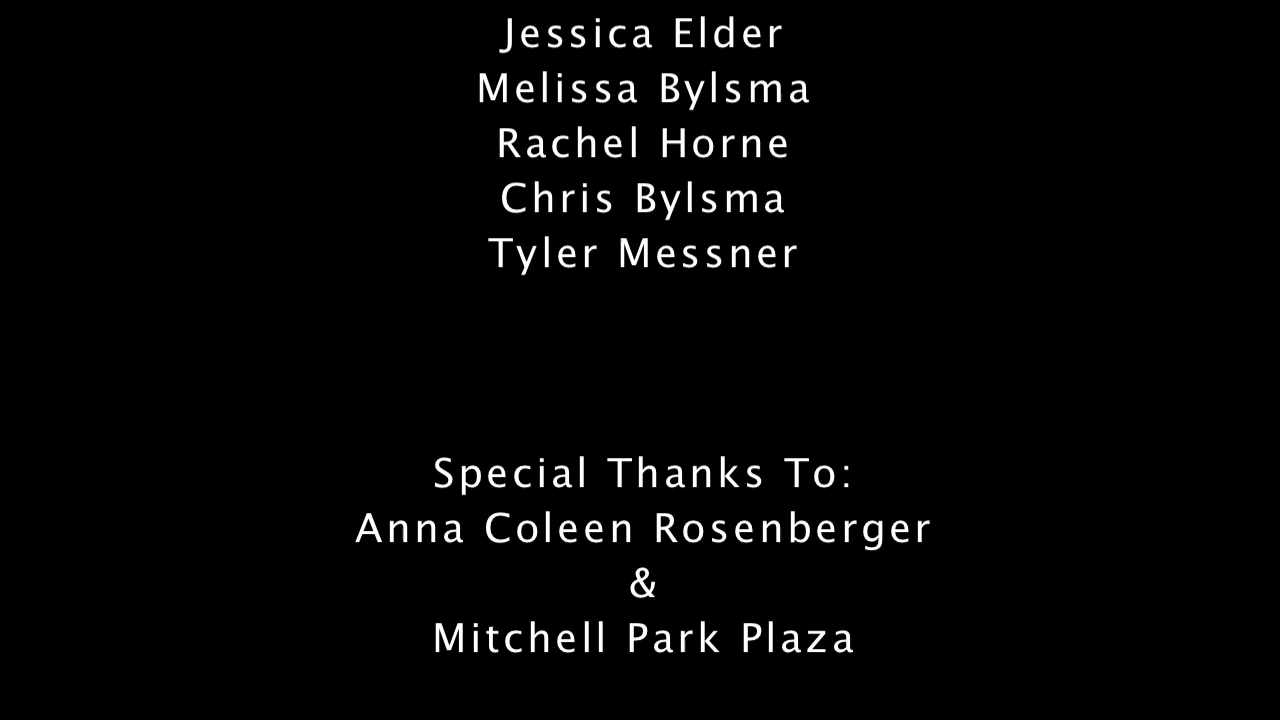 Jessica Elder
Melissa Bylsma
Rachel Horne
Chris Bylsma
Tyler Messner
Special Thanks To:
Anna Coleen Rosenberger
&
Mitchell Park Plaza